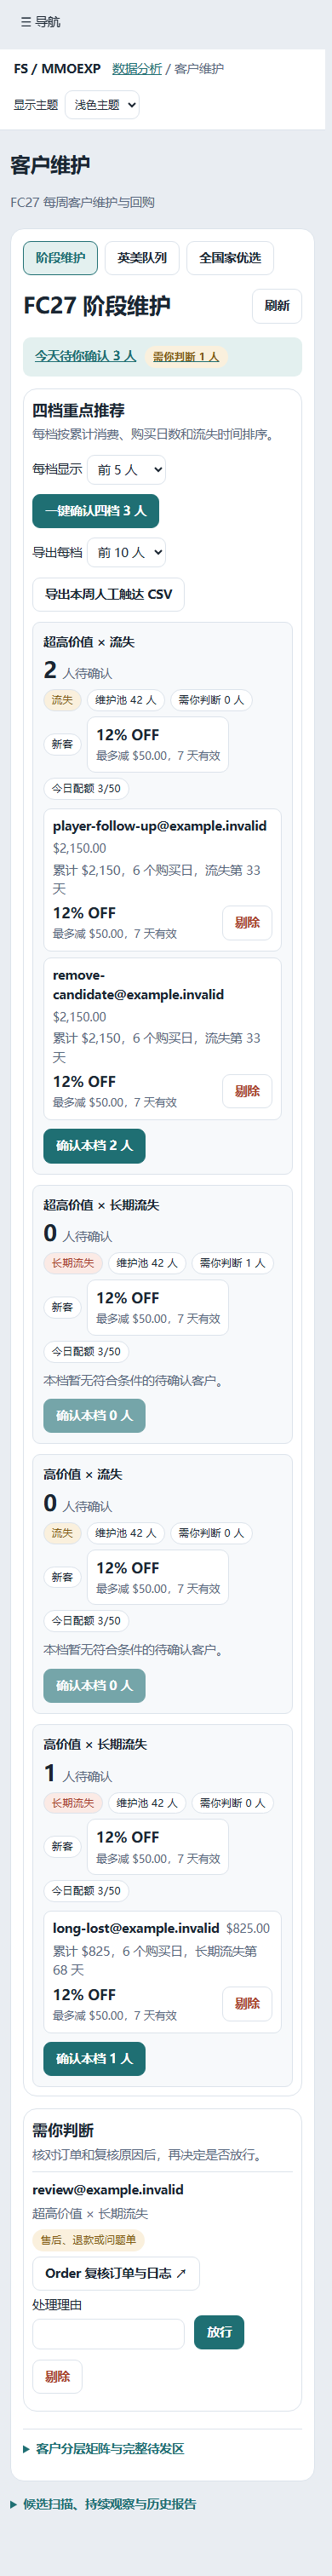 ☰ 导航
FS / MMOEXP 数据分析 / 客户维护
显示主题 浅色主题
客户维护
FC27 每周客户维护与回购
阶段维护 英美队列 全国家优选
FC27 阶段维护 刷新
今天待你确认 3 人 需你判断 1 人
四档重点推荐
每档按累计消费、购买日数和流失时间排序。
每档显示 前 5 人
一键确认四档 3 人
导出每档 前 10 人
导出本周人工触达 CSV
超高价值 × 流失
2 人待确认
流失 维护池 42 人 需你判断 0 人
新客 12% OFF
最多减 $50.00，7 天有效
今日配额 3/50
player-follow-up@example.invalid
$2,150.00
累计 $2,150，6 个购买日，流失第 33
天
12% OFF
最多减 $50.00，7 天有效 剔除
remove-
candidate@example.invalid
$2,150.00
累计 $2,150，6 个购买日，流失第 33
天
12% OFF
最多减 $50.00，7 天有效 剔除
确认本档 2 人
超高价值 × 长期流失
0 人待确认
长期流失 维护池 42 人 需你判断 1 人
新客 12% OFF
最多减 $50.00，7 天有效
今日配额 3/50
本档暂无符合条件的待确认客户。
确认本档 0 人
高价值 × 流失
0 人待确认
流失 维护池 42 人 需你判断 0 人
新客 12% OFF
最多减 $50.00，7 天有效
今日配额 3/50
本档暂无符合条件的待确认客户。
确认本档 0 人
高价值 × 长期流失
1 人待确认
长期流失 维护池 42 人 需你判断 0 人
新客 12% OFF
最多减 $50.00，7 天有效
今日配额 3/50
long-lost@example.invalid $825.00
累计 $825，6 个购买日，长期流失第
68 天
12% OFF
最多减 $50.00，7 天有效 剔除
确认本档 1 人
需你判断
核对订单和复核原因后，再决定是否放行。
review@example.invalid
超高价值 × 长期流失
售后、退款或问题单
Order 复核订单与日志 ↗
处理理由
放行
剔除
▶ 客户分层矩阵与完整待发区
▶ 候选扫描、持续观察与历史报告